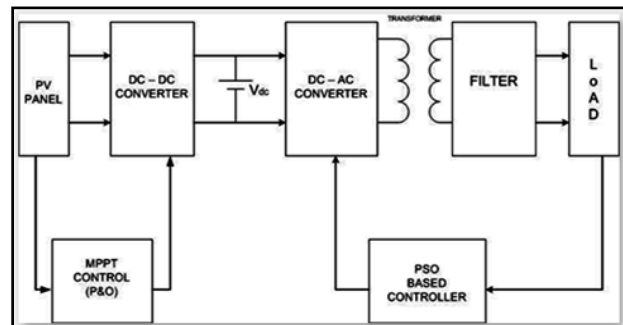 TRANSFORMER
PV
PANEL
DC – DC
CONVERTER
Vdc
DC – AC
CONVERTER
FILTER
L
o
A
D
MPPT
CONTROL
(P&O)
PSO
BASED
CONTROLLER